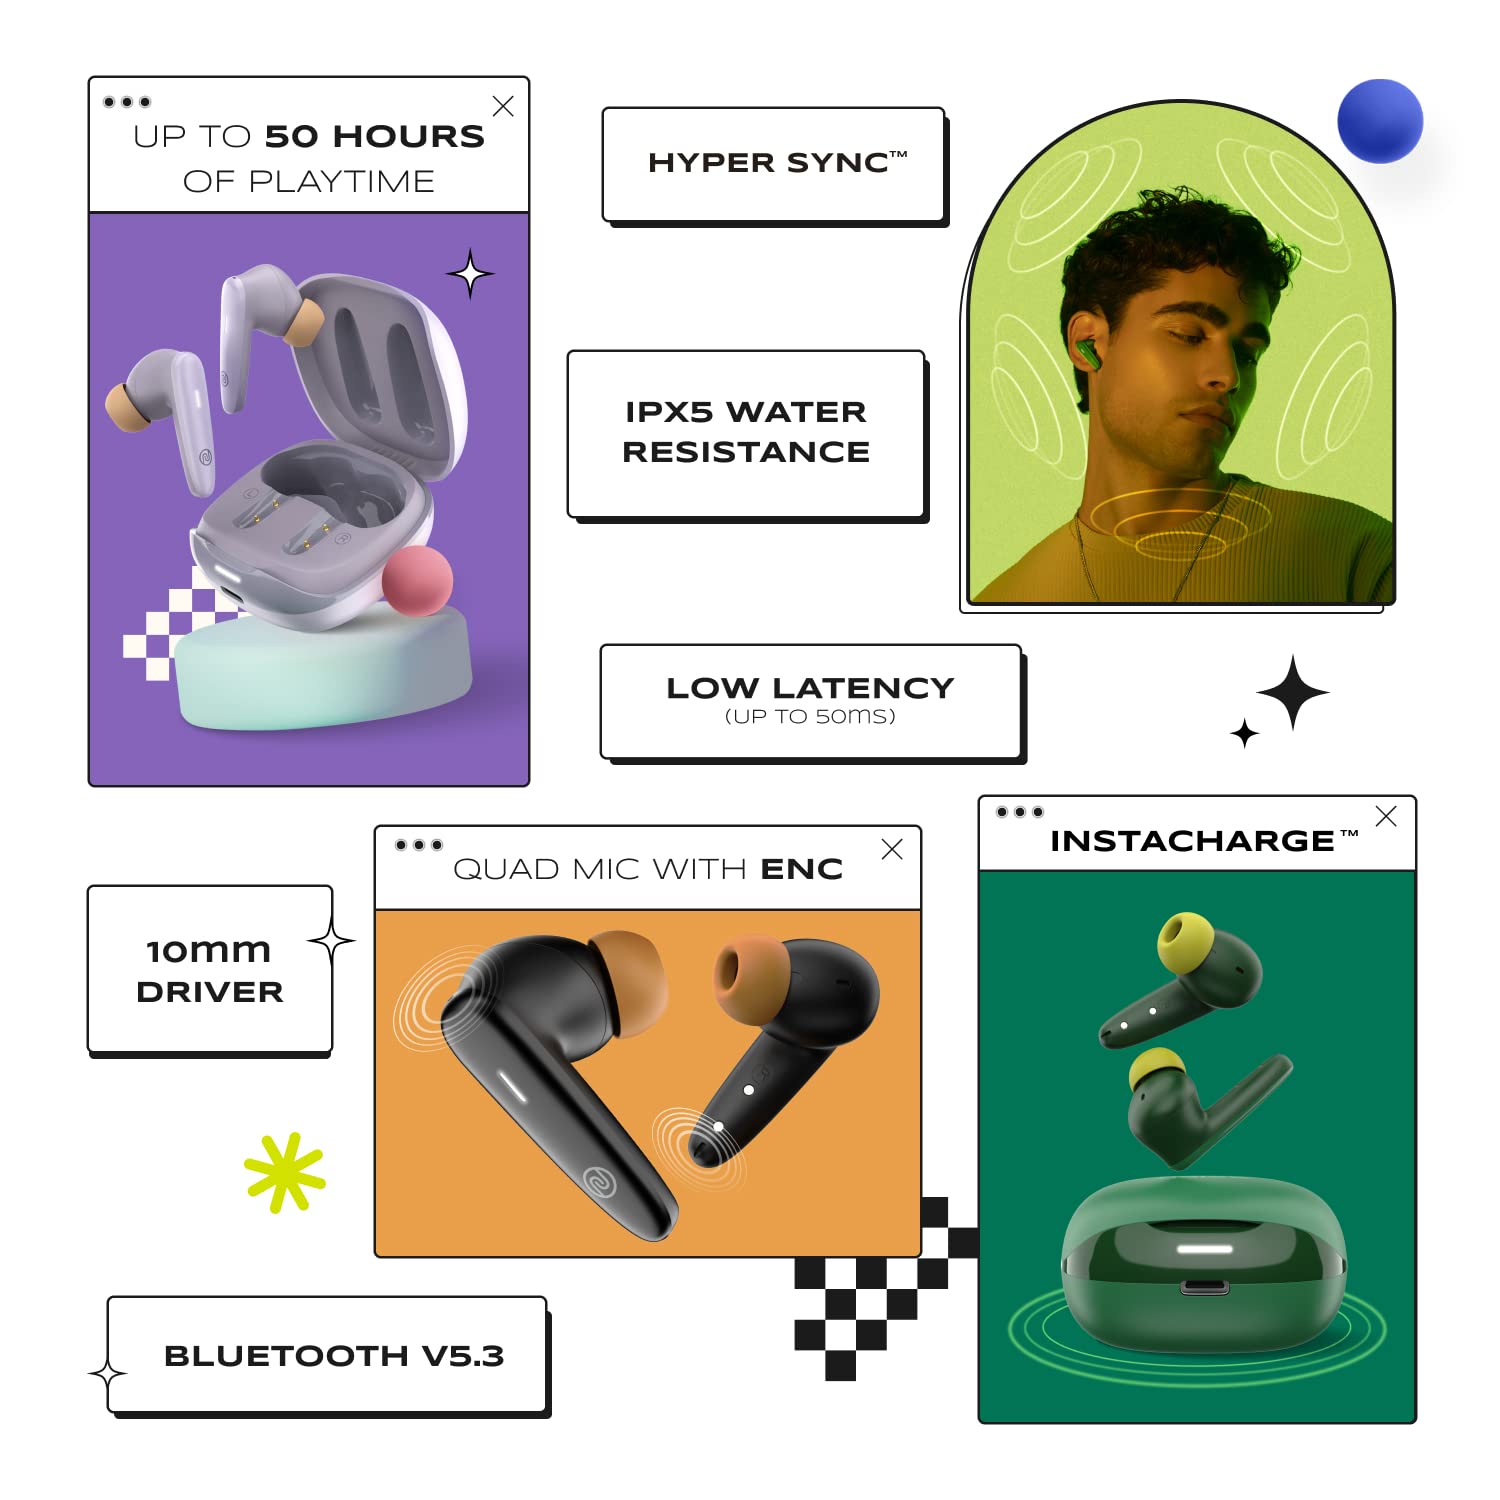 UP TO 50 HOURS
OF PLAYTIME
HYPER SYNC™
IPX5 WATER
RESISTANCE
LOW LATENCY
(UP TO 50mS)
QUAD MIC WITH ENC
INSTACHARGE™
10mm
DRIVER
BLUETOOTH V5.3